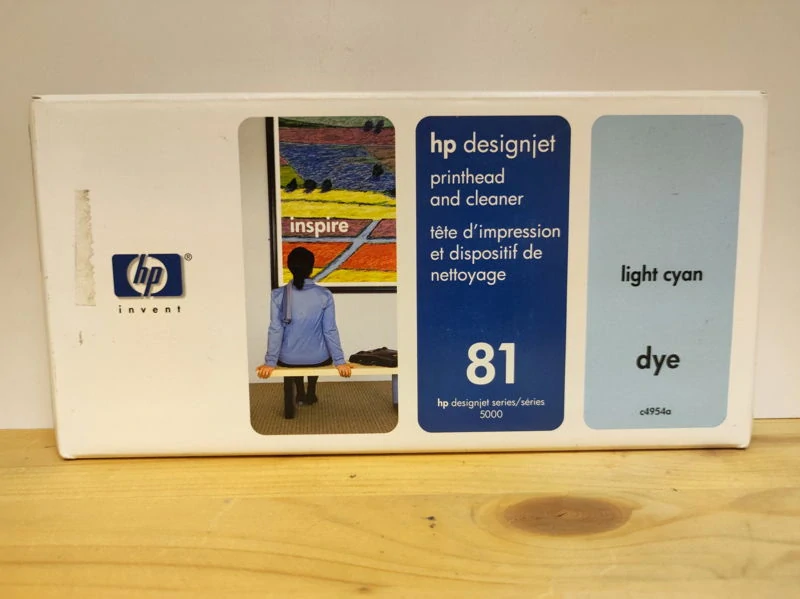 hp
®
invent
inspire
hp designjet
printhead
and cleaner
tête d'impression
et dispositif de
nettoyage
81
hp designjet series/séries
5000
light cyan
dye
c4954a